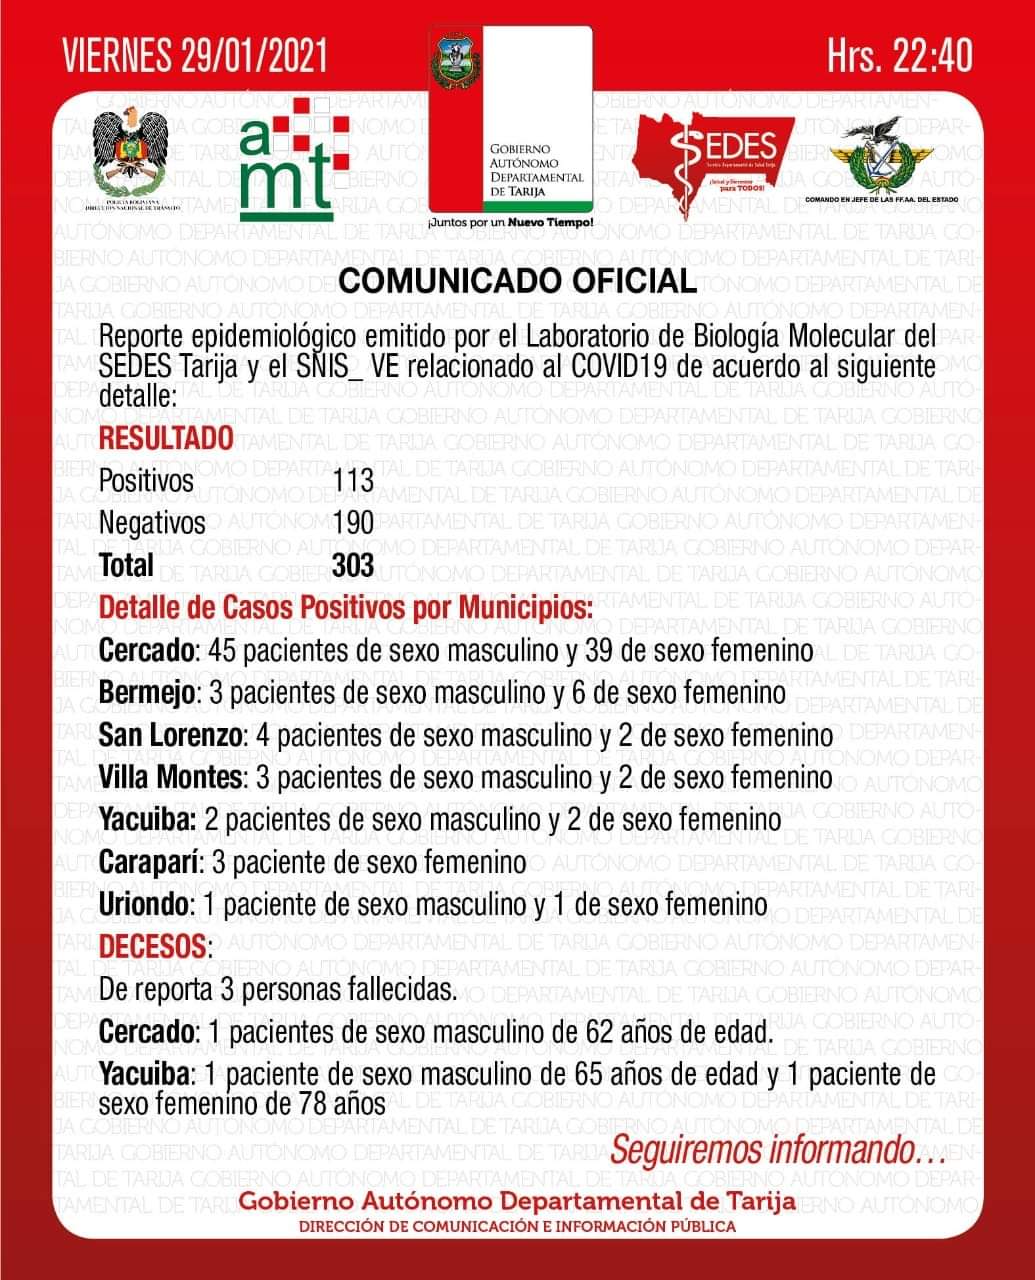 VIERNES 29/01/2021
Hrs. 22:40
POLICIA BOLIVIANA
DIRECCIÓN NACIONAL DE TRÁNSITO
amt
GOBIERNO
AUTÓNOMO
DEPARTAMENTAL
DE TARIJA
¡Juntos por un Nuevo Tiempo!
SEDES
Servicio Departamental de Salud Tarija
¡Salud y Bienestar
para TODOS!
COMANDO EN JEFE DE LAS FF.AA. DEL ESTADO
COMUNICADO OFICIAL
Reporte epidemiológico emitido por el Laboratorio de Biología Molecular del
SEDES Tarija y el SNIS_ VE relacionado al COVID19 de acuerdo al siguiente
detalle:
RESULTADO
Positivos 113
Negativos 190
Total 303
Detalle de Casos Positivos por Municipios:
Cercado: 45 pacientes de sexo masculino y 39 de sexo femenino
Bermejo: 3 pacientes de sexo masculino y 6 de sexo femenino
San Lorenzo: 4 pacientes de sexo masculino y 2 de sexo femenino
Villa Montes: 3 pacientes de sexo masculino y 2 de sexo femenino
Yacuiba: 2 pacientes de sexo masculino y 2 de sexo femenino
Caraparí: 3 paciente de sexo femenino
Uriondo: 1 paciente de sexo masculino y 1 de sexo femenino
DECESOS:
De reporta 3 personas fallecidas.
Cercado: 1 pacientes de sexo masculino de 62 años de edad.
Yacuiba: 1 paciente de sexo masculino de 65 años de edad y 1 paciente de
sexo femenino de 78 años
Seguiremos informando...
Gobierno Autónomo Departamental de Tarija
DIRECCIÓN DE COMUNICACIÓN E INFORMACIÓN PÚBLICA